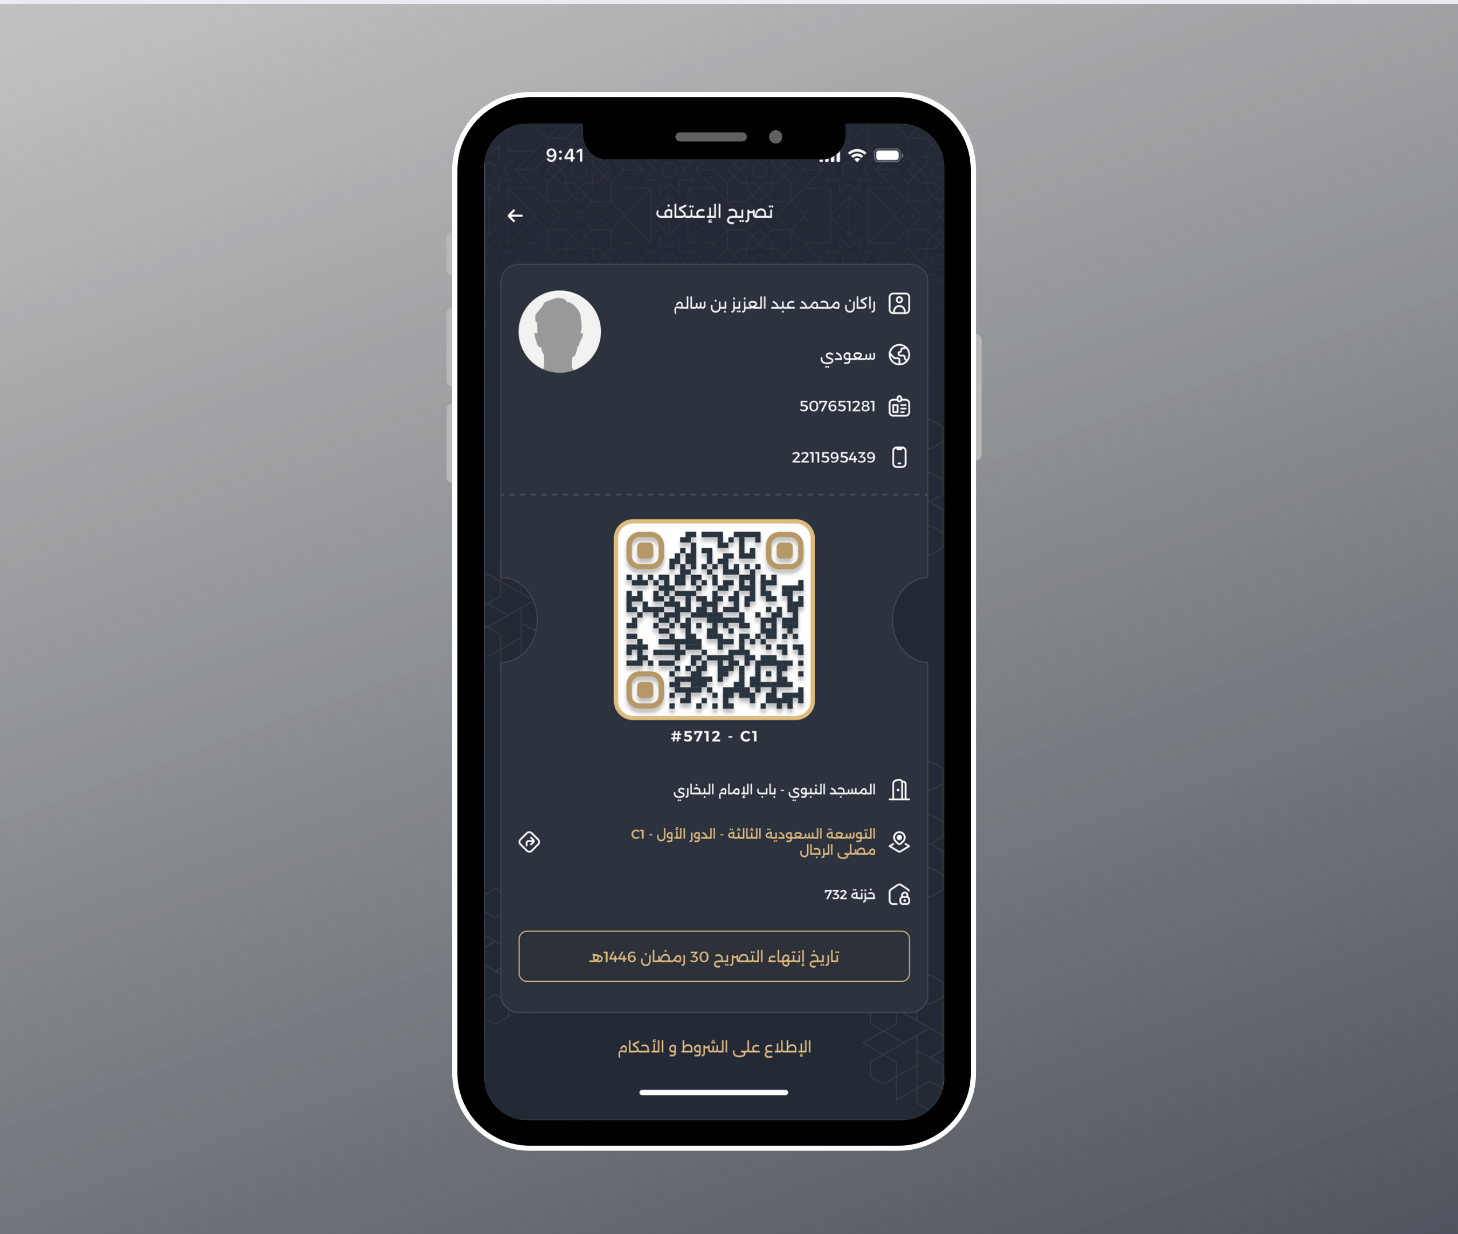 9:41
تصريح الإعتكاف
راكان محمد عبد العزيز بن سالم
سعودي
507651281
2211595439
#5712 - C1
المسجد النبوي - باب الإمام البخاري
التوسعة السعودية الثالثة - الدور الأول - C1
مصلى الرجال
خزنة 732
تاريخ إنتهاء التصريح 30 رمضان 1446هـ
الإطلاع على الشروط و الأحكام